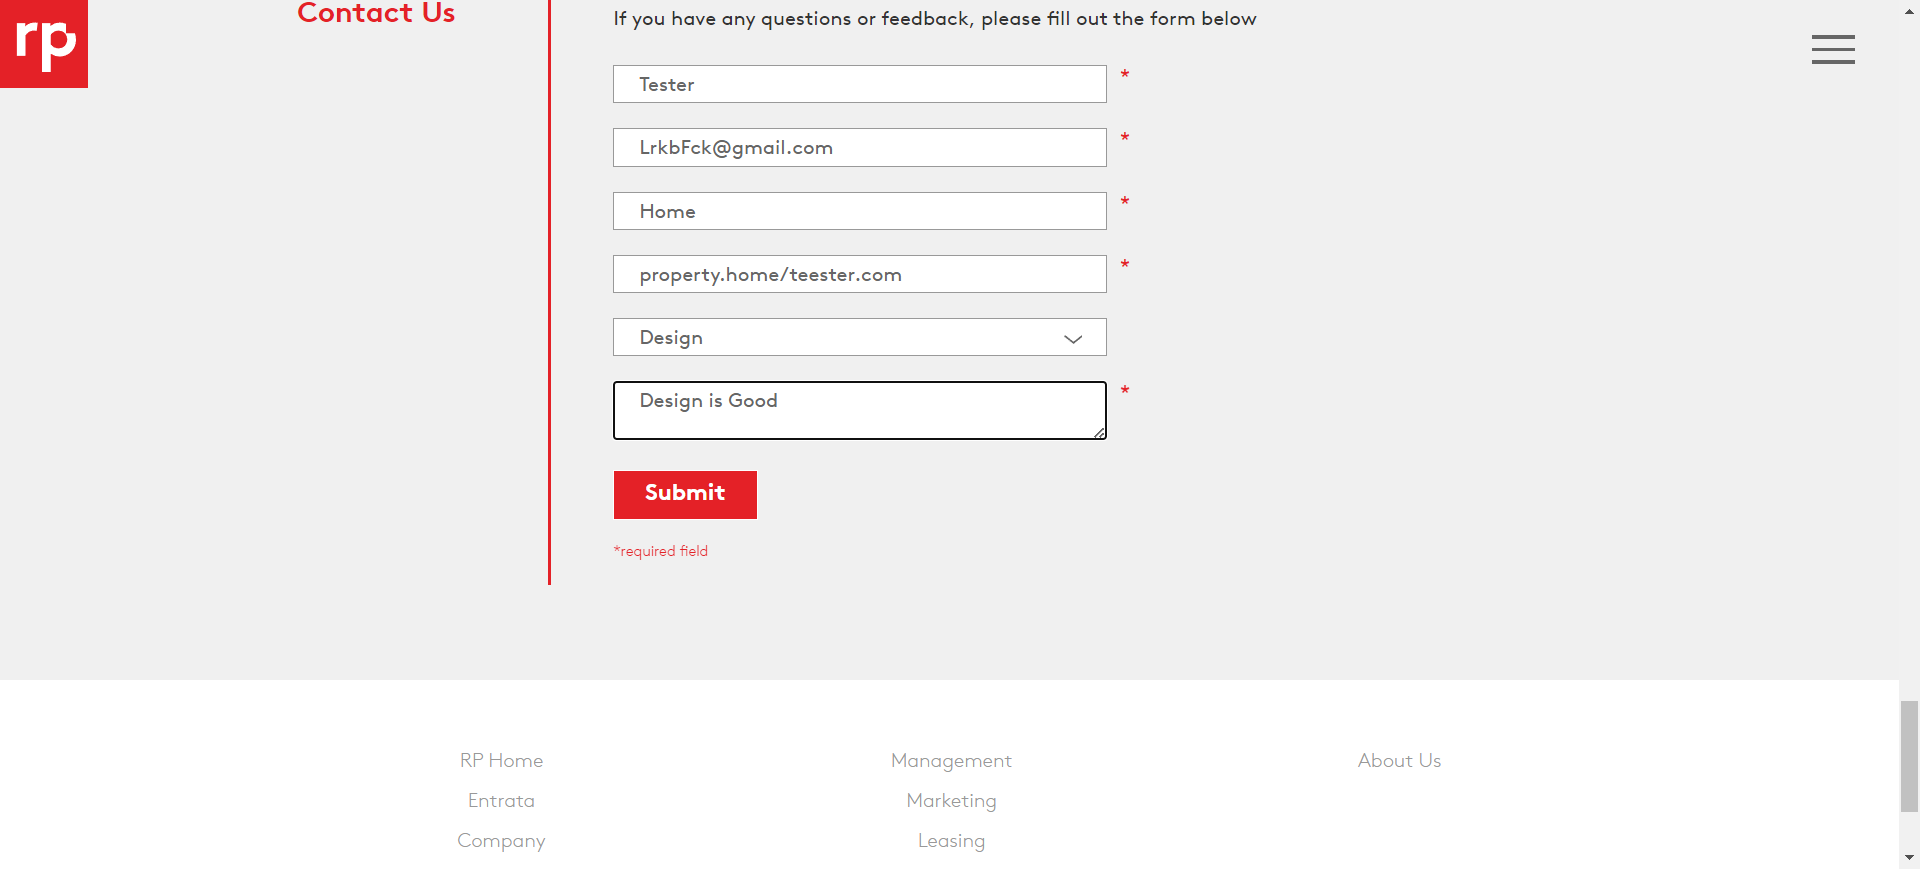 rp
Contact Us
If you have any questions or feedback, please fill out the form below
Tester
*
LrkbFck@gmail.com
*
Home
*
property.home/teester.com
*
Design
Design is Good
*
Submit
*required field
RP Home
Management
About Us
Entrata
Marketing
Company
Leasing